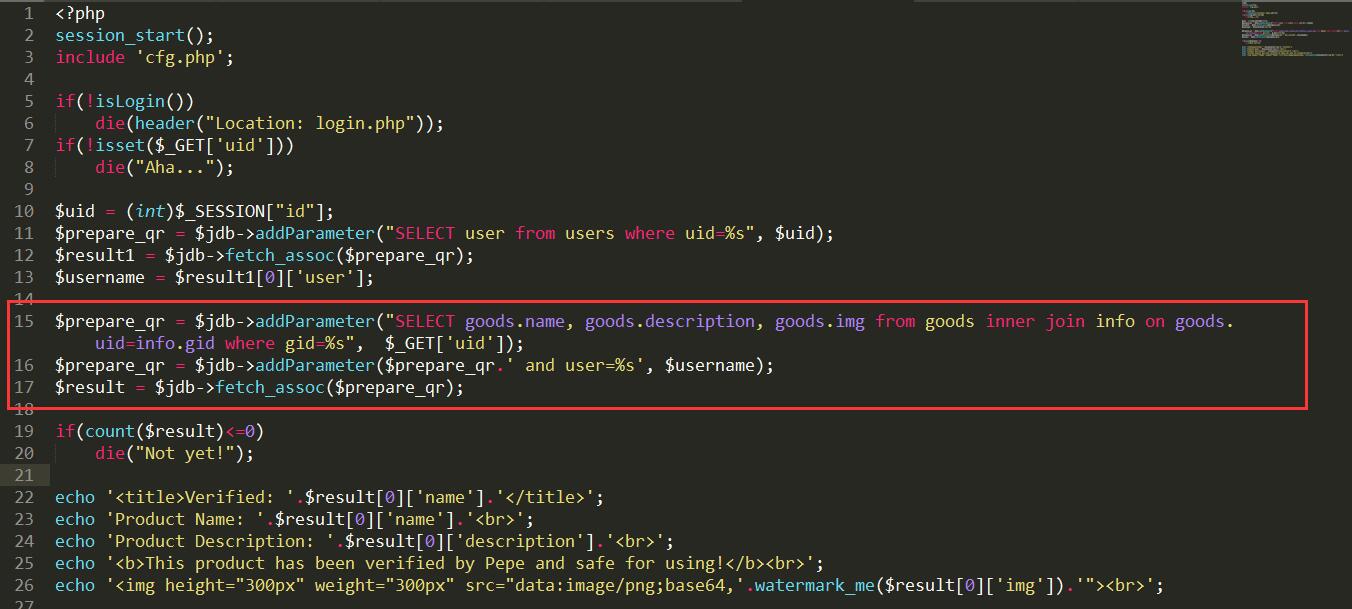 1 <?php
2 session_start();
3 include 'cfg.php';
4
5 if(!isLogin())
6 die(header("Location: login.php"));
7 if(!isset($_GET['uid']))
8 die("Aha...");
9
10 $uid = (int)$_SESSION["id"];
11 $prepare_qr = $jdb->addParameter("SELECT user from users where uid=%s", $uid);
12 $result1 = $jdb->fetch_assoc($prepare_qr);
13 $username = $result1[0]['user'];
14
15 $prepare_qr = $jdb->addParameter("SELECT goods.name, goods.description, goods.img from goods inner join info on goods.
uid=info.gid where gid=%s",  $_GET['uid']);
16 $prepare_qr = $jdb->addParameter($prepare_qr.' and user=%s', $username);
17 $result = $jdb->fetch_assoc($prepare_qr);
18
19 if(count($result)<=0)
20 die("Not yet!");
21
22 echo '<title>Verified: '.$result[0]['name'].'</title>';
23 echo 'Product Name: '.$result[0]['name'].'<br>';
24 echo 'Product Description: '.$result[0]['description'].'<br>';
25 echo '<b>This product has been verified by Pepe and safe for using!</b><br>';
26 echo '<img height="300px" weight="300px" src="data:image/png;base64,'.watermark_me($result[0]['img']).'"><br>';
27